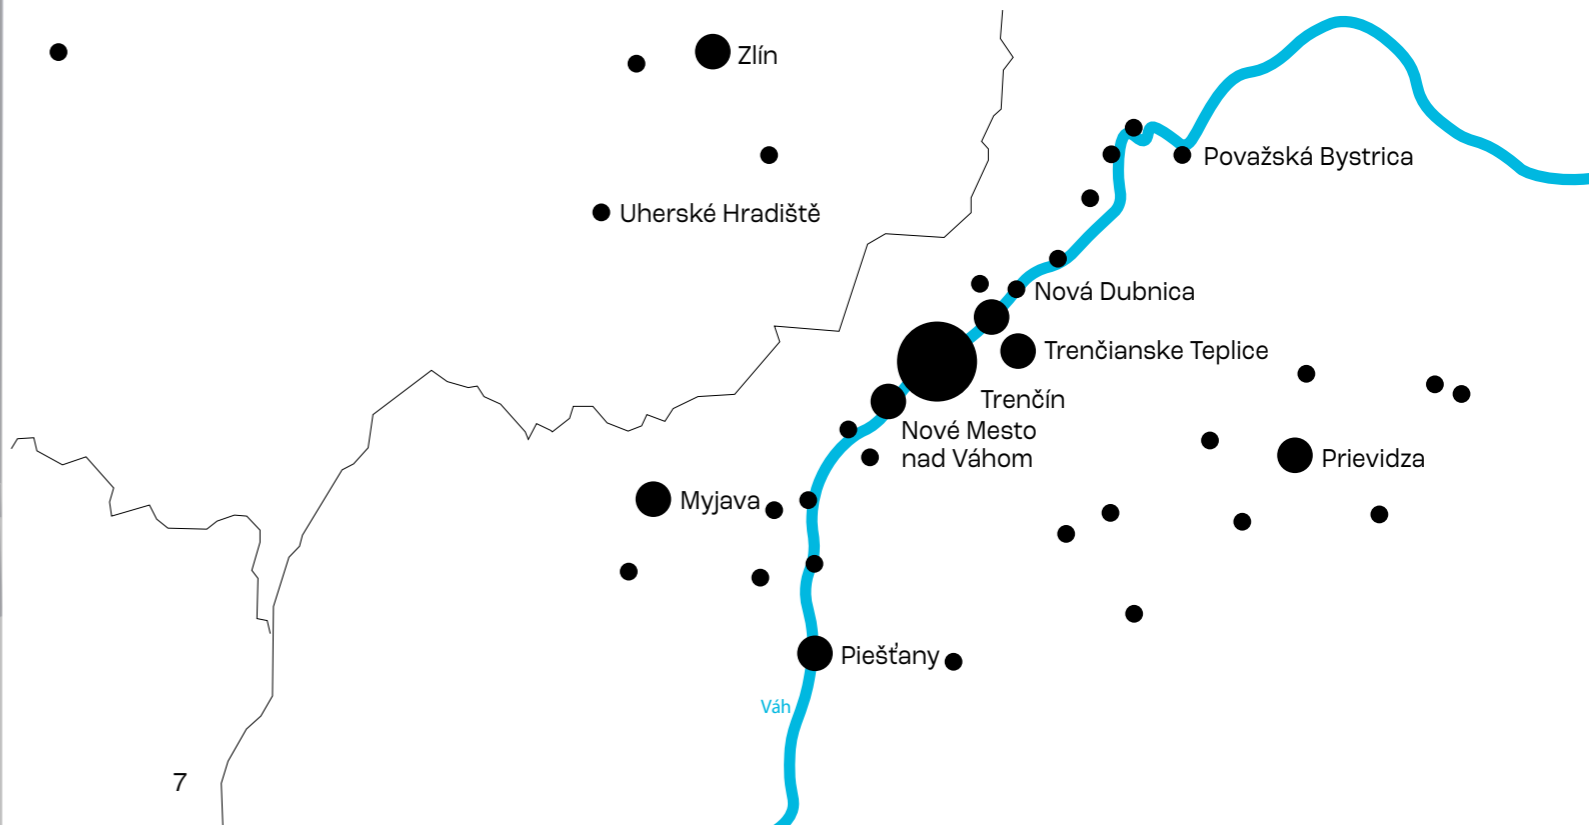 Zlín
Považská Bystrica
Uherské Hradiště
Nová Dubnica
Trenčianske Teplice
Trenčín
Nové Mesto
nad Váhom
Prievidza
Myjava
Piešťany
Váh
7